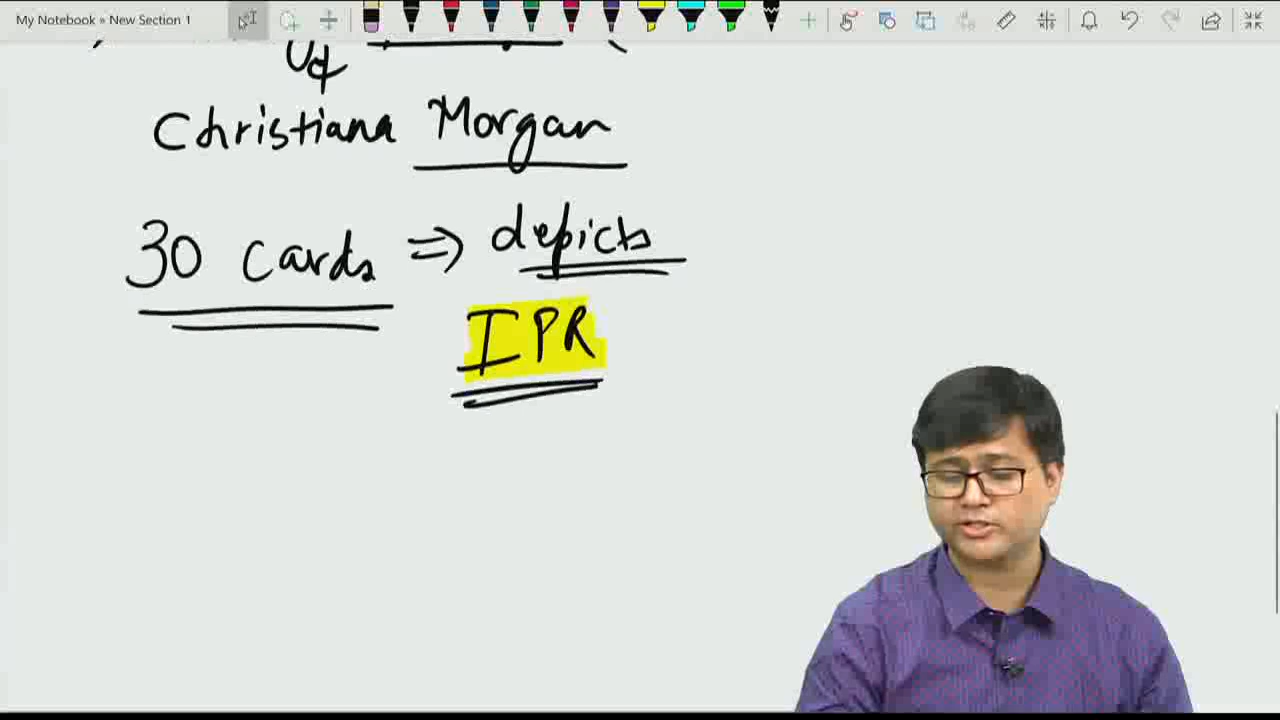 My Notebook » New Section 1
Christiana Morgan
30 cards ⇒ depicts
IPR